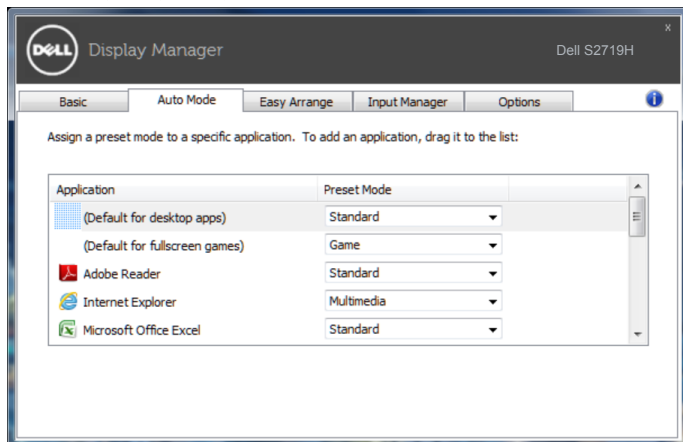 DELL Display Manager
Dell S2719H
x
Basic Auto Mode Easy Arrange Input Manager Options
Assign a preset mode to a specific application. To add an application, drag it to the list:
Application Preset Mode
(Default for desktop apps) Standard
(Default for fullscreen games) Game
Adobe Reader Standard
Internet Explorer Multimedia
Microsoft Office Excel Standard